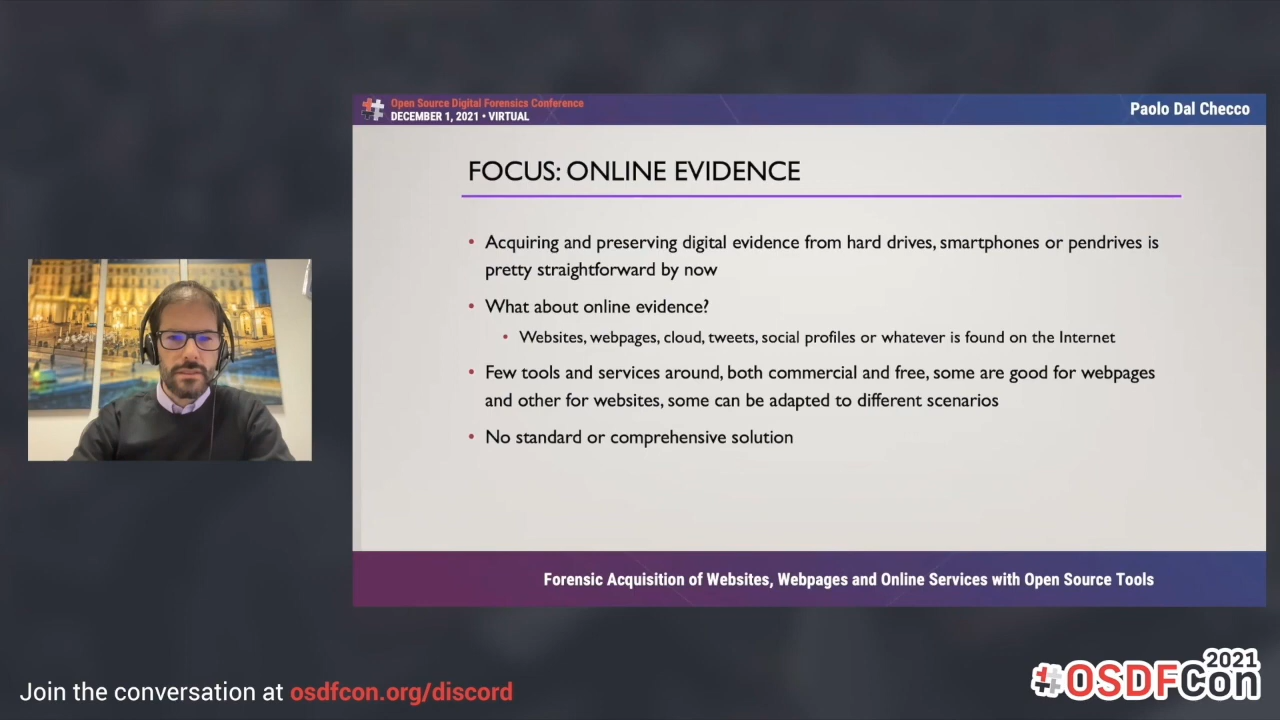 Open Source Digital Forensics Conference
DECEMBER 1, 2021 • VIRTUAL
Paolo Dal Checco
FOCUS: ONLINE EVIDENCE
• Acquiring and preserving digital evidence from hard drives, smartphones or pendrives is
pretty straightforward by now
• What about online evidence?
• Websites, webpages, cloud, tweets, social profiles or whatever is found on the Internet
• Few tools and services around, both commercial and free, some are good for webpages
and other for websites, some can be adapted to different scenarios
• No standard or comprehensive solution
Forensic Acquisition of Websites, Webpages and Online Services with Open Source Tools
Join the conversation at osdfcon.org/discord
2021
OSDFCon